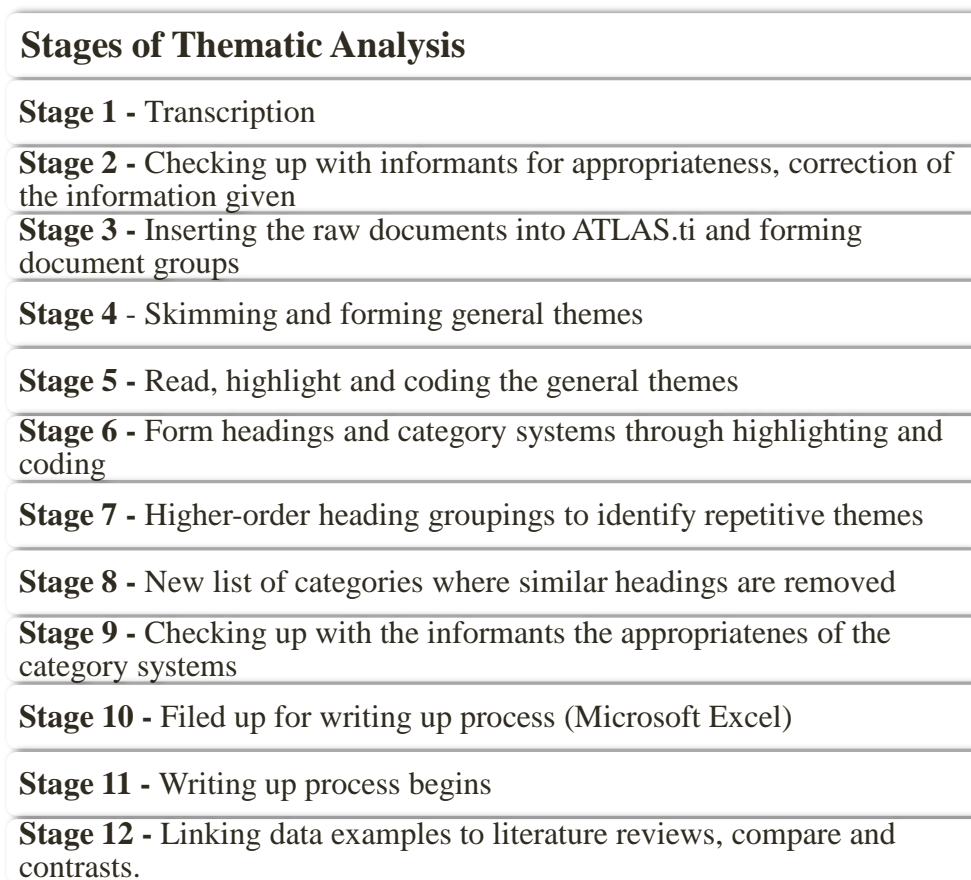 Stages of Thematic Analysis
Stage 1 - Transcription
Stage 2 - Checking up with informants for appropriateness, correction of
the information given
Stage 3 - Inserting the raw documents into ATLAS.ti and forming
document groups
Stage 4 - Skimming and forming general themes
Stage 5 - Read, highlight and coding the general themes
Stage 6 - Form headings and category systems through highlighting and
coding
Stage 7 - Higher-order heading groupings to identify repetitive themes
Stage 8 - New list of categories where similar headings are removed
Stage 9 - Checking up with the informants the appropriatenes of the
category systems
Stage 10 - Filed up for writing up process (Microsoft Excel)
Stage 11 - Writing up process begins
Stage 12 - Linking data examples to literature reviews, compare and
contrasts.